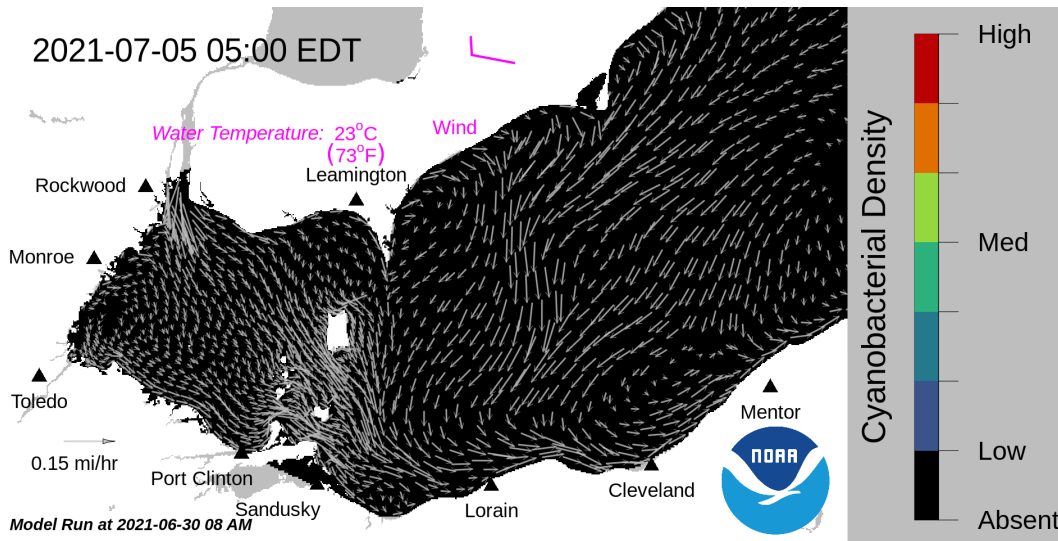 2021-07-05 05:00 EDT
Wind
Water Temperature: 23°C
(73°F)
Leamington
Rockwood
Monroe
Toledo
0.15 mi/hr
Port Clinton
Sandusky
Lorain
Cleveland
Mentor
NOAA
Model Run at 2021-06-30 08 AM
Cyanobacterial Density
High
Med
Low
Absent